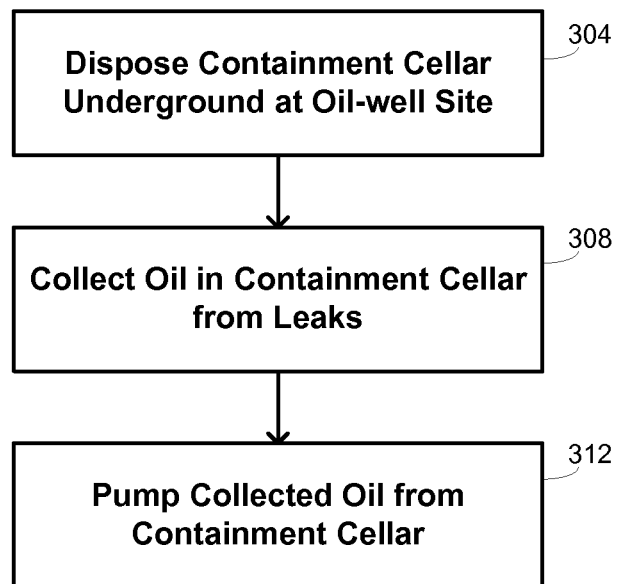 304
Dispose Containment Cellar
Underground at Oil-well Site
308
Collect Oil in Containment Cellar
from Leaks
312
Pump Collected Oil from
Containment Cellar